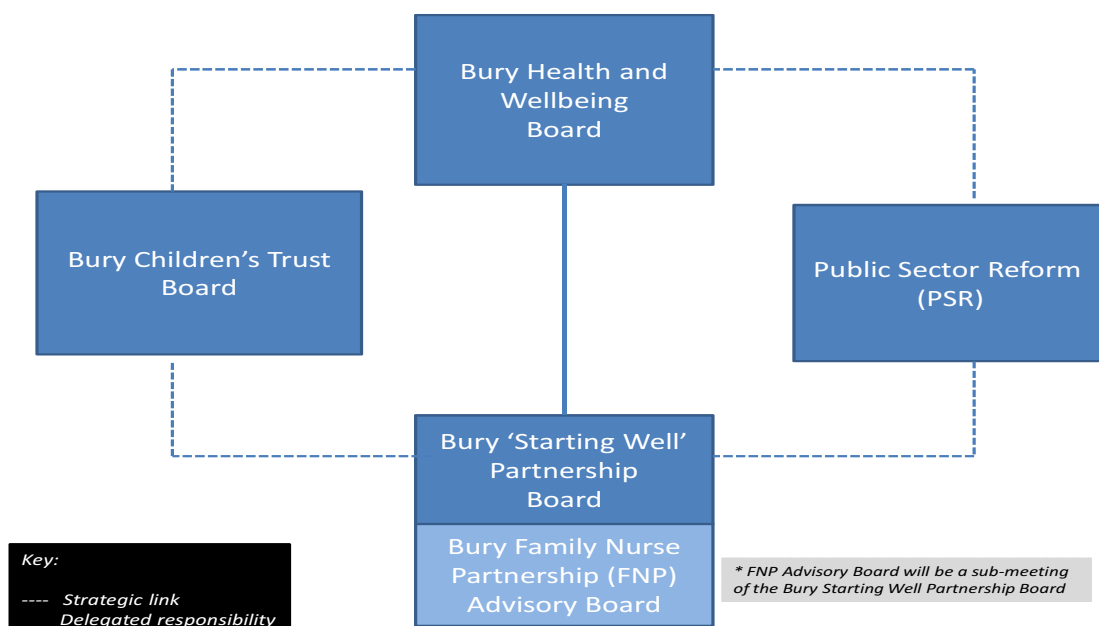 Bury Health and
Wellbeing
Board
Bury Children’s Trust
Board
Public Sector Reform
(PSR)
Bury ‘Starting Well’
Partnership
Board
Bury Family Nurse
Partnership (FNP)
Advisory Board
Key:
---- Strategic link
Delegated responsibility
* FNP Advisory Board will be a sub-meeting
of the Bury Starting Well Partnership Board